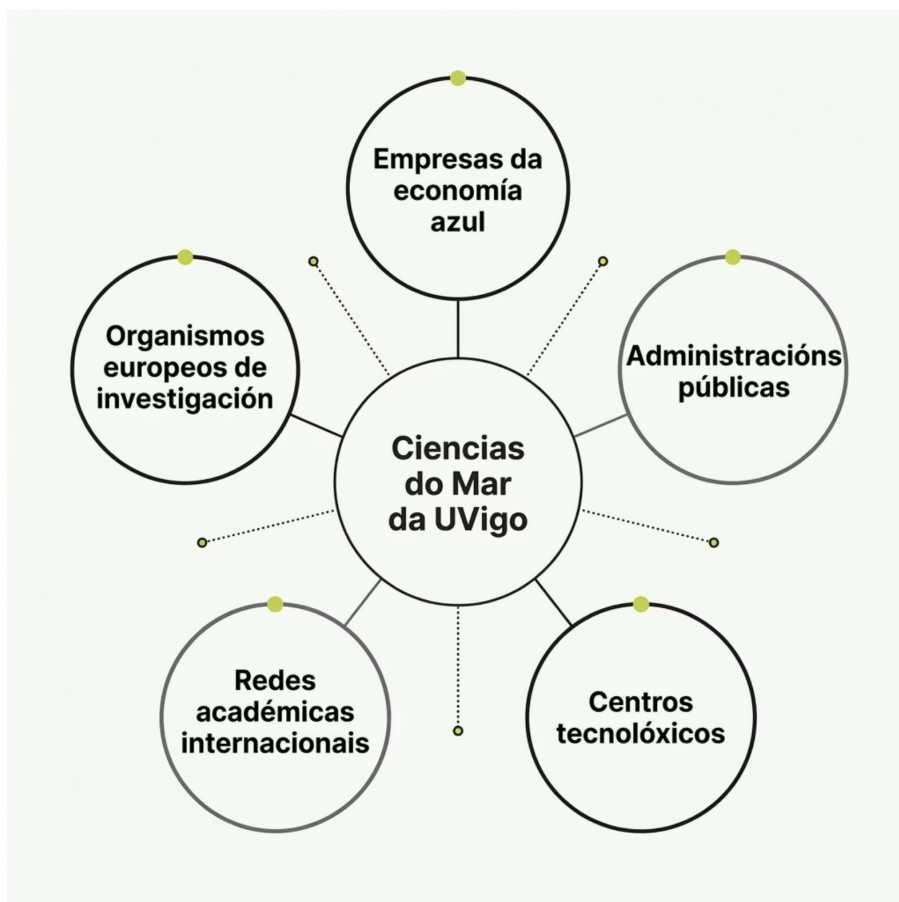 Empresas da
economía
azul
Organismos
europeos de
investigación
Administracións
públicas
Ciencias
do Mar
da UVigo
Redes
académicas
internacionais
Centros
tecnolóxicos